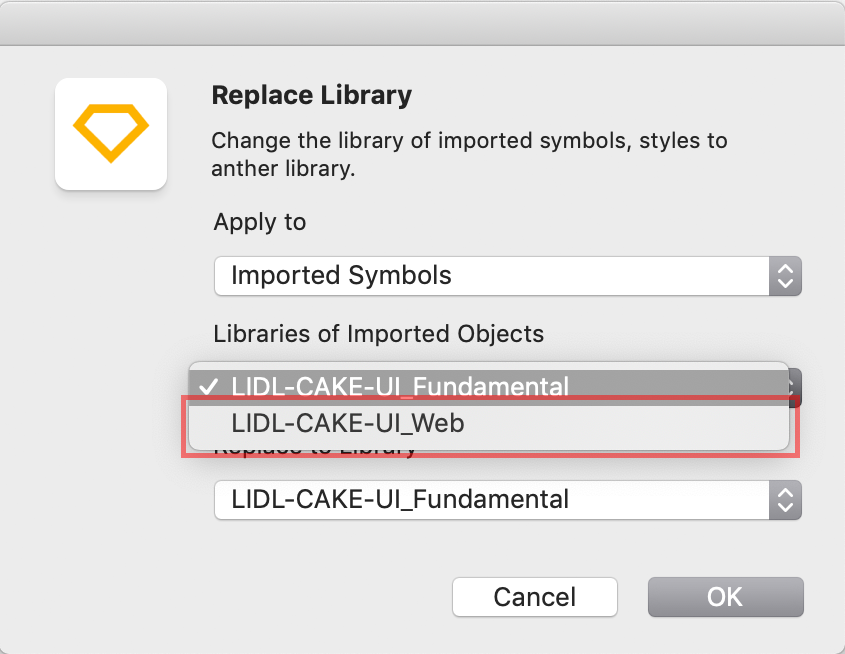 Replace Library
Change the library of imported symbols, styles to
anther library.
Apply to
Imported Symbols
Libraries of Imported Objects
LIDL-CAKE-UI_Fundamental
LIDL-CAKE-UI_Web
Replace to Library
LIDL-CAKE-UI_Fundamental
Cancel
OK